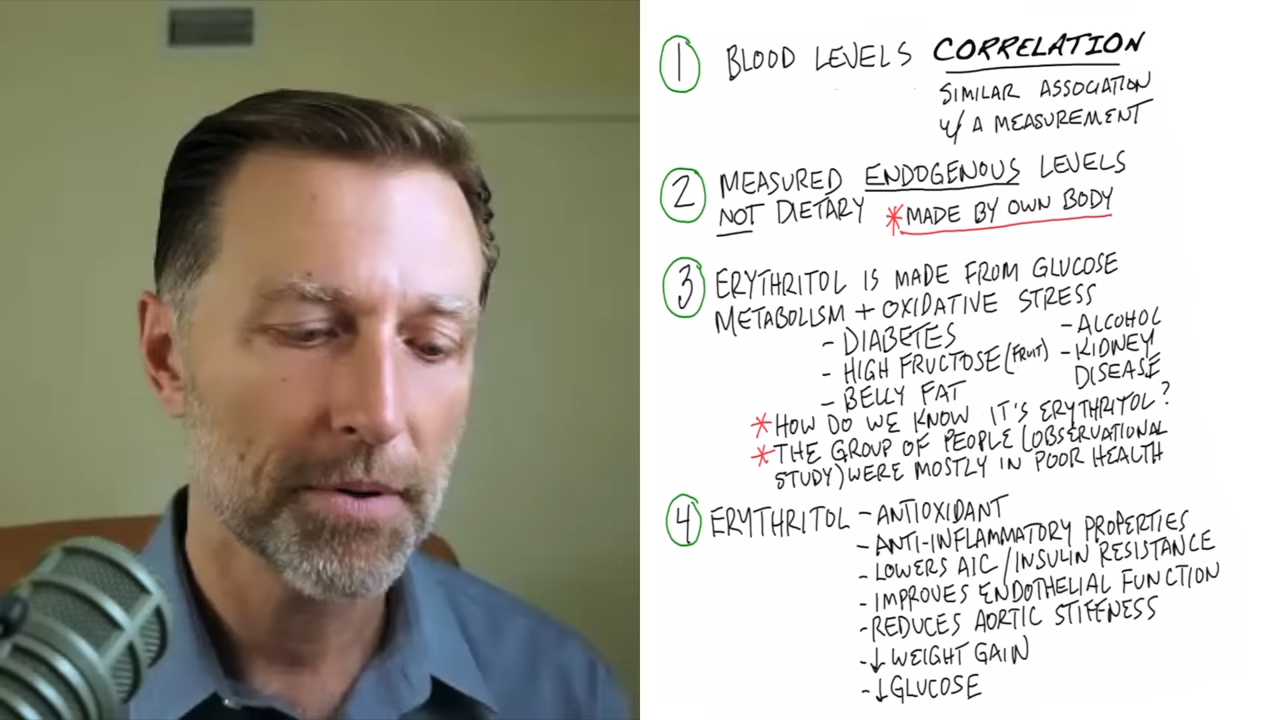 1 BLOOD LEVELS CORRELATION
SIMILAR ASSOCIATION
W/ A MEASUREMENT
2 MEASURED ENDOGENOUS LEVELS
NOT DIETARY *MADE BY OWN BODY
3 ERYTHRITOL IS MADE FROM GLUCOSE
METABOLISM + OXIDATIVE STRESS
- DIABETES
- HIGH FRUCTOSE (FRUIT)
- BELLY FAT
- ALCOHOL
- KIDNEY
DISEASE
* HOW DO WE KNOW IT'S ERYTHRITOL?
* THE GROUP OF PEOPLE (OBSERVATIONAL
STUDY) WERE MOSTLY IN POOR HEALTH
4 ERYTHRITOL - ANTIOXIDANT
- ANTI-INFLAMMATORY PROPERTIES
- LOWERS A1C / INSULIN RESISTANCE
- IMPROVES ENDOTHELIAL FUNCTION
- REDUCES AORTIC STIFFNESS
- ↓ WEIGHT GAIN
- ↓ GLUCOSE